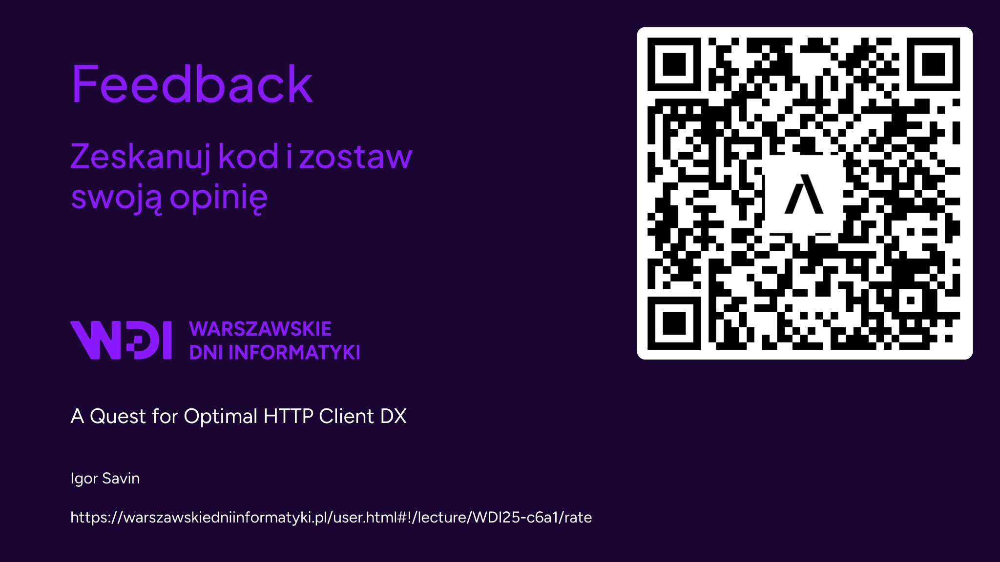 Feedback
Zeskanuj kod i zostaw
swoją opinię
WDI
WARSZAWSKIE
DNI INFORMATYKI
A Quest for Optimal HTTP Client DX
Igor Savin
https://warszawskiedniinformatyki.pl/user.html#!/lecture/WDI25-c6a1/rate